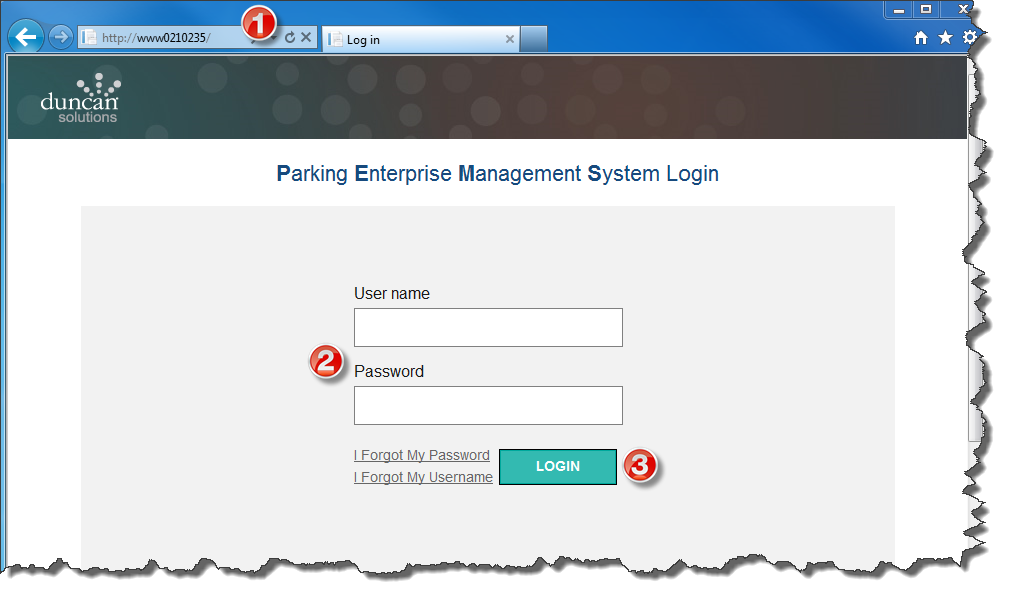 1
http://www0210235/
Log in
duncan
solutions
Parking Enterprise Management System Login
User name
2
Password
I Forgot My Password
LOGIN
3
I Forgot My Username